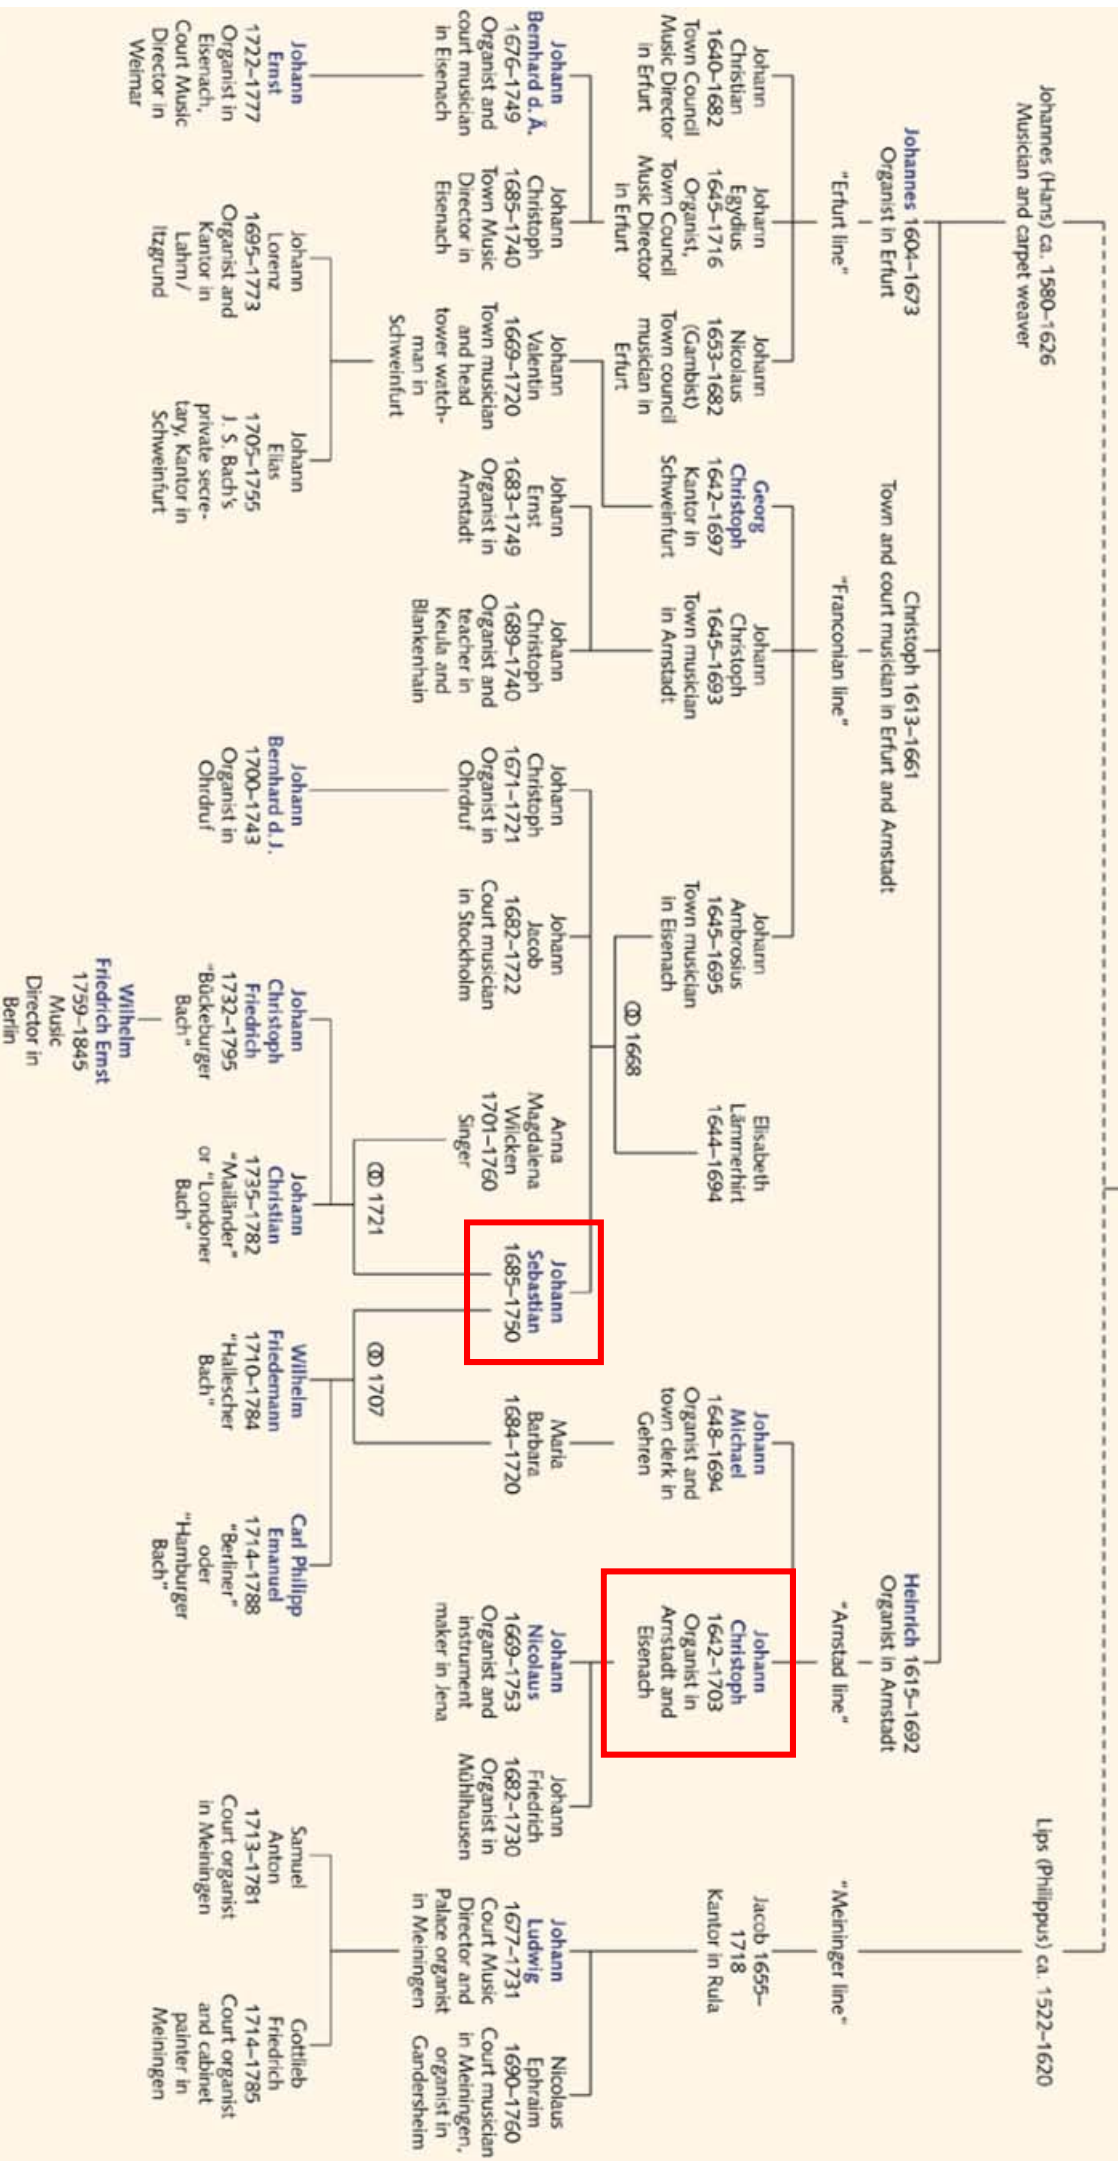 Johannes (Hans) ca. 1580–1626
Musician and carpet weaver
Lips (Philippus) ca. 1522–1620
Johannes 1604–1673
Organist in Erfurt
Christoph 1613–1661
Town and court musician in Erfurt and Arnstadt
Heinrich 1615–1692
Organist in Arnstadt
"Erfurt line"
"Franconian line"
"Arnstad line"
"Meininger line"
Johann
Christian
1640–1682
Town Council
Music Director
in Erfurt
Johann
Egydius
1645–1716
Organist,
Town Council
Music Director
in Erfurt
Johann
Nicolaus
1653–1682
(Gambist)
Town council
musician in
Erfurt
Georg
Christoph
1642–1697
Kantor in
Schweinfurt
Johann
Christoph
1645–1693
Town musician
in Arnstadt
Johann
Ambrosius
1645–1695
Town musician
in Eisenach
⚭ 1668
Elisabeth
Lämmerhirt
1644–1694
Johann
Michael
1648–1694
Organist and
town clerk in
Gehren
Johann
Christoph
1642–1703
Organist in
Arnstadt and
Eisenach
Jacob 1655–
1718
Kantor in Rula
Johann
Bernhard d. Ä.
1676–1749
Organist and
court musician
in Eisenach
Johann
Christoph
1685–1740
Town Music
Director in
Eisenach
Johann
Valentin
1669–1720
Town musician
and head
tower watch-
man in
Schweinfurt
Johann
Ernst
1683–1749
Organist in
Arnstadt
Johann
Christoph
1689–1740
Organist and
teacher in
Keula and
Blankenhain
Johann
Christoph
1671–1721
Organist in
Ohrdruf
Johann
Jacob
1682–1722
Court musician
in Stockholm
Anna
Magdalena
Wilcken
1701–1760
Singer
Johann
Sebastian
1685–1750
Maria
Barbara
1684–1720
Johann
Nicolaus
1669–1753
Organist and
instrument
maker in Jena
Johann
Friedrich
1682–1730
Organist in
Mühlhausen
Johann
Ludwig
1677–1731
Court Music
Director and
Palace organist
in Meiningen
Nicolaus
Ephraim
1690–1760
Court musician
in Meiningen,
organist in
Gandersheim
⚭ 1721
⚭ 1707
Johann
Ernst
1722–1777
Organist in
Eisenach,
Court Music
Director in
Weimar
Johann
Lorenz
1695–1773
Organist and
Kantor in
Lahm/
Itzgrund
Johann
Elias
1705–1755
J. S. Bach's
private secre-
tary, Kantor in
Schweinfurt
Johann
Bernhard d. J.
1700–1743
Organist in
Ohrdruf
Johann
Christoph
Friedrich
1732–1795
"Bückeburger
Bach"
Johann
Christian
1735–1782
"Mailänder"
or "Londoner
Bach"
Wilhelm
Friedemann
1710–1784
"Hallescher
Bach"
Carl Philipp
Emanuel
1714–1788
"Berliner"
oder
"Hamburger
Bach"
Samuel
Anton
1713–1781
Court organist
in Meiningen
Gottlieb
Friedrich
1714–1785
Court organist
and cabinet
painter in
Meiningen
Wilhelm
Friedrich Ernst
1759–1845
Music
Director in
Berlin